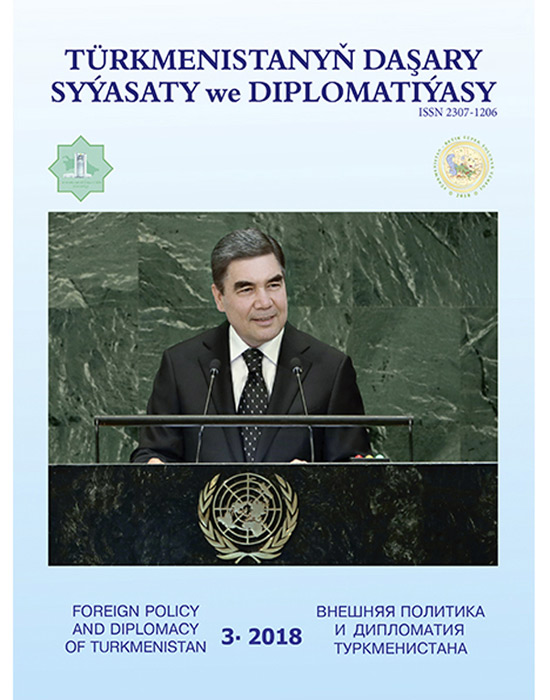 TÜRKMENISTANYŇ DAŞARY
SYÝASATY we DIPLOMATIÝASY
ISSN 2307-1206
FOREIGN POLICY
AND DIPLOMACY
OF TURKMENISTAN
3· 2018
ВНЕШНЯЯ ПОЛИТИКА
И ДИПЛОМАТИЯ
ТУРКМЕНИСТАНА